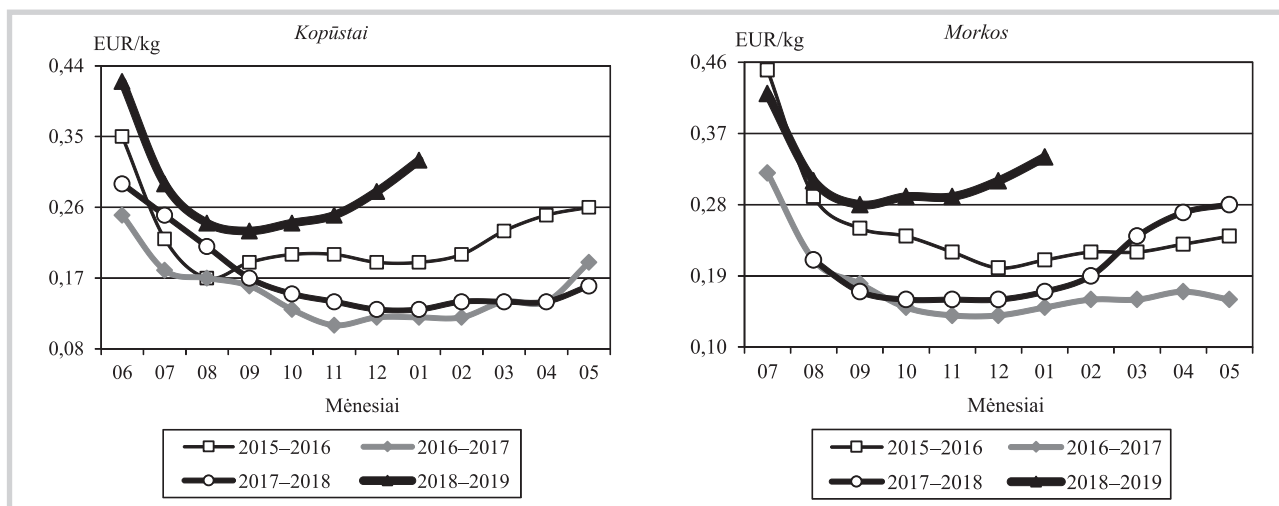 Kopūstai
EUR/kg
0,44
0,35
0,26
0,17
0,08
06 07 08 09 10 11 12 01 02 03 04 05
Mėnesiai
2015–2016 2016–2017
2017–2018 2018–2019
Morkos
EUR/kg
0,46
0,37
0,28
0,19
0,10
07 08 09 10 11 12 01 02 03 04 05
Mėnesiai
2015–2016 2016–2017
2017–2018 2018–2019